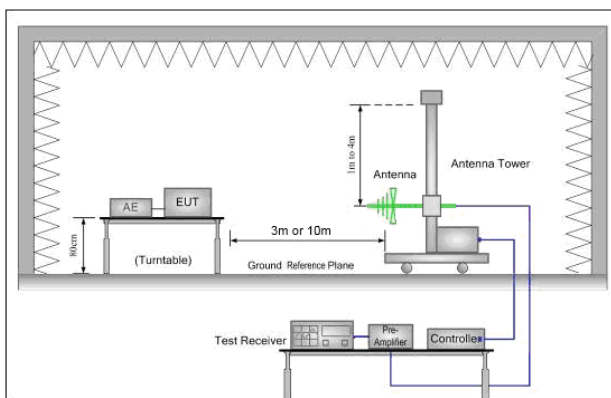 1m to 4m
Antenna
Antenna Tower
AE
EUT
80cm
(Turntable)
3m or 10m
Ground Reference Plane
Test Receiver
Pre-
Amplifier
Controller